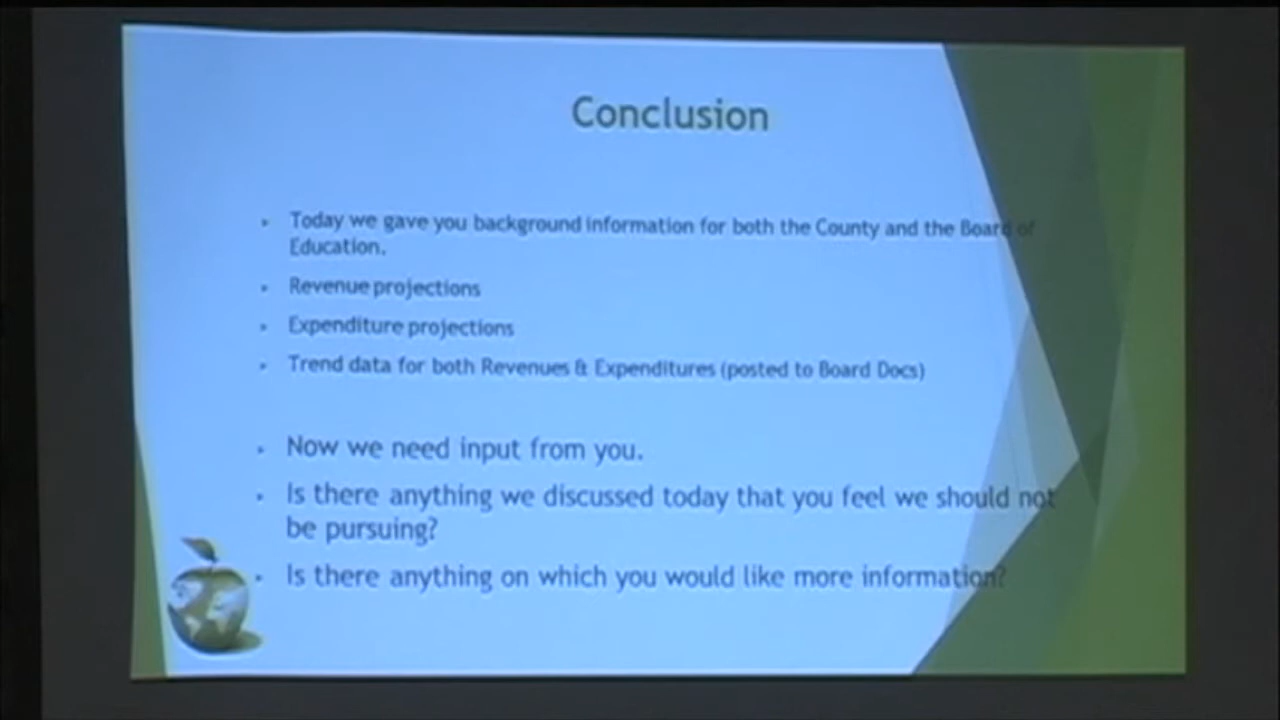 Conclusion
Today we gave you background information for both the County and the Board of
Education.
Revenue projections
Expenditure projections
Trend data for both Revenues & Expenditures (posted to Board Docs)
Now we need input from you.
Is there anything we discussed today that you feel we should not
be pursuing?
Is there anything on which you would like more information?